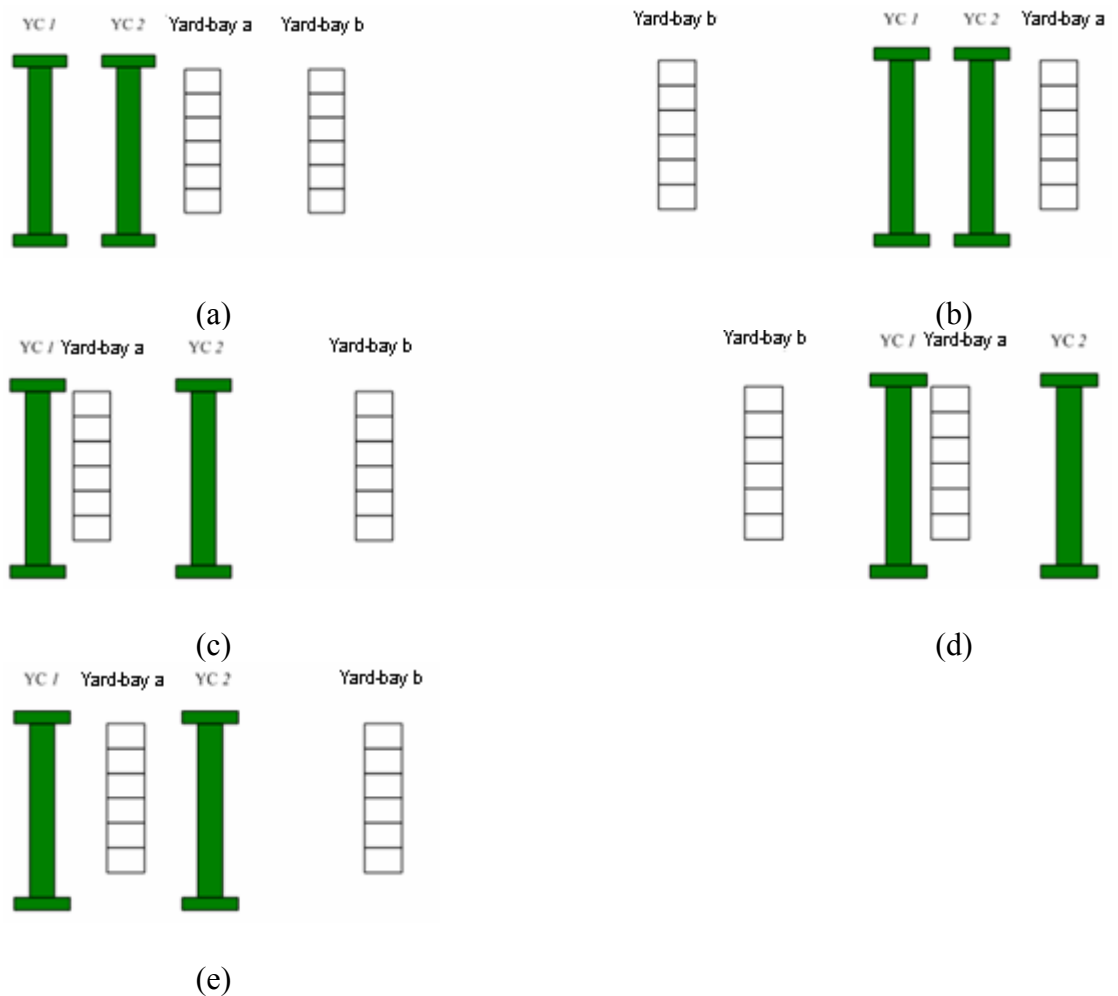 YC 1 YC 2 Yard-bay a Yard-bay b
(a)
Yard-bay b YC 1 YC 2 Yard-bay a
(b)
YC 1 Yard-bay a YC 2 Yard-bay b
(c)
Yard-bay b YC 1 Yard-bay a YC 2
(d)
YC 1 Yard-bay a YC 2 Yard-bay b
(e)